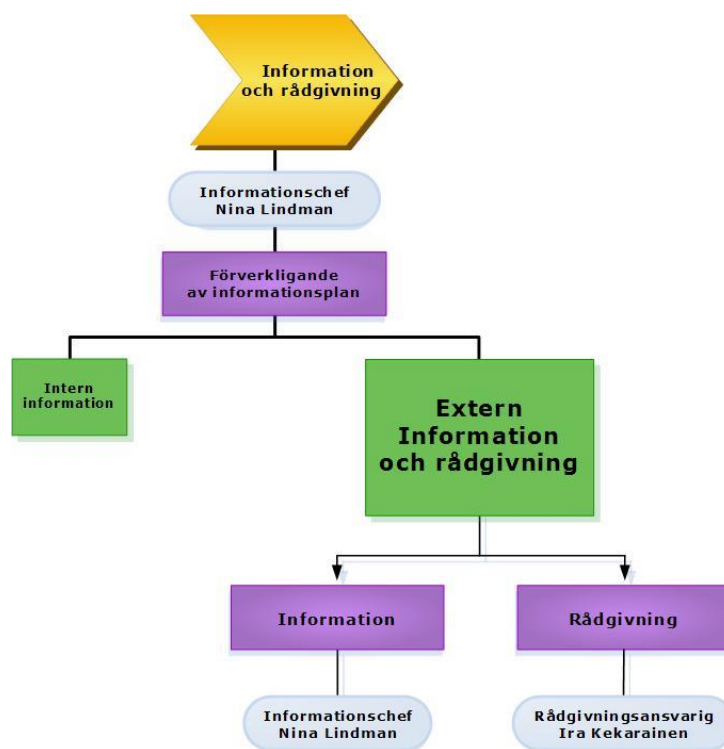 Information
och rådgivning
Informationschef
Nina Lindman
Förverkligande
av informationsplan
Intern
information
Extern
Information
och rådgivning
Information
Rådgivning
Informationschef
Nina Lindman
Rådgivningsansvarig
Ira Kekarainen